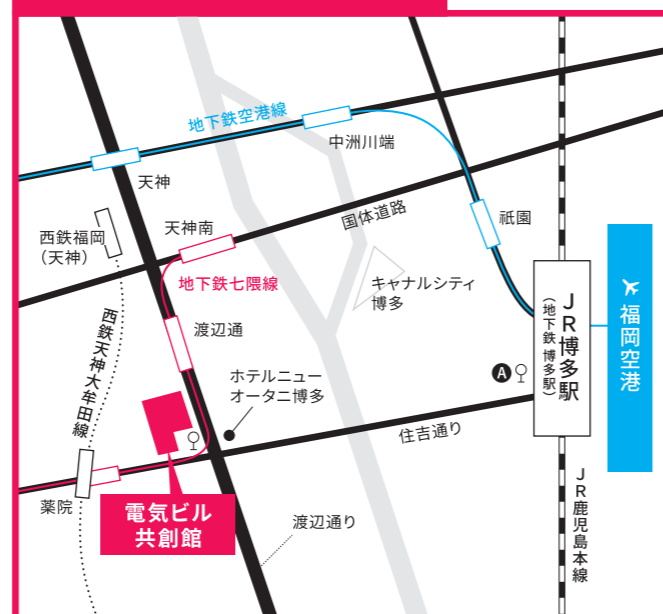 地下鉄空港線
中洲川端
天神
西鉄福岡
(天神)
天神南
国体道路
祇園
地下鉄七隈線
キャナルシティ
博多
✈ 福岡空港
JR博多駅
(地下鉄 博多駅)
西鉄天神大牟田線
渡辺通
ホテルニュー
オータニ博多
A
住吉通り
薬院
電気ビル
共創館
渡辺通り
JR鹿児島本線